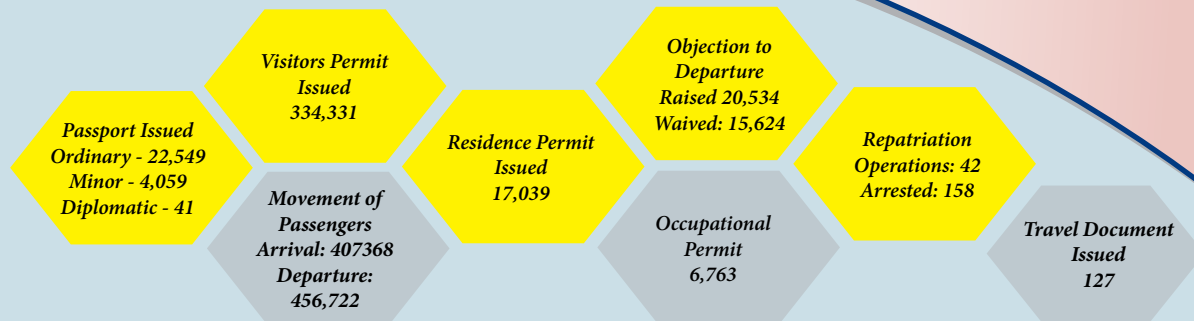 Passport Issued
Ordinary - 22,549
Minor - 4,059
Diplomatic - 41
Visitors Permit
Issued
334,331
Movement of
Passengers
Arrival: 407368
Departure:
456,722
Residence Permit
Issued
17,039
Objection to
Departure
Raised 20,534
Waived: 15,624
Occupational
Permit
6,763
Repatriation
Operations: 42
Arrested: 158
Travel Document
Issued
127